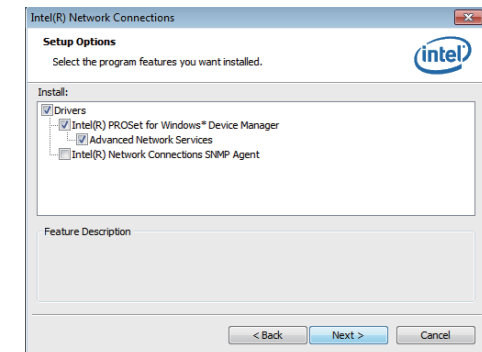 Intel(R) Network Connections
Setup Options
Select the program features you want installed.
intel
Install:
Drivers
Intel(R) PROSet for Windows* Device Manager
Advanced Network Services
Intel(R) Network Connections SNMP Agent
Feature Description
< Back Next > Cancel